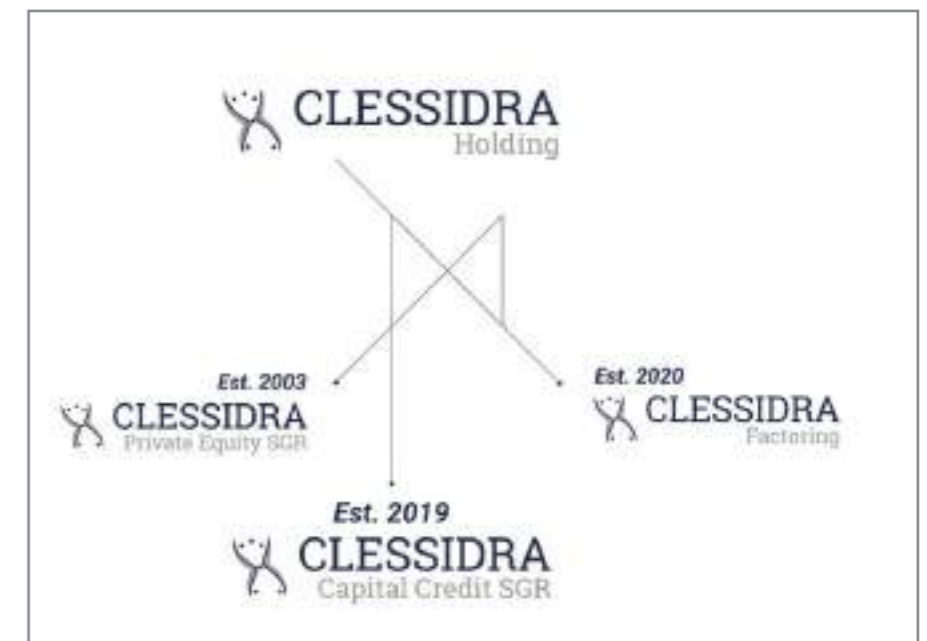 CLESSIDRA
Holding
Est. 2003
CLESSIDRA
Private Equity SGR
Est. 2020
CLESSIDRA
Factoring
Est. 2019
CLESSIDRA
Capital Credit SGR